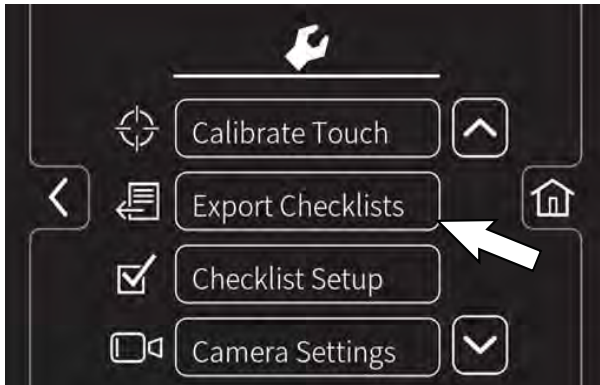 Calibrate Touch
Export Checklists
Checklist Setup
Camera Settings